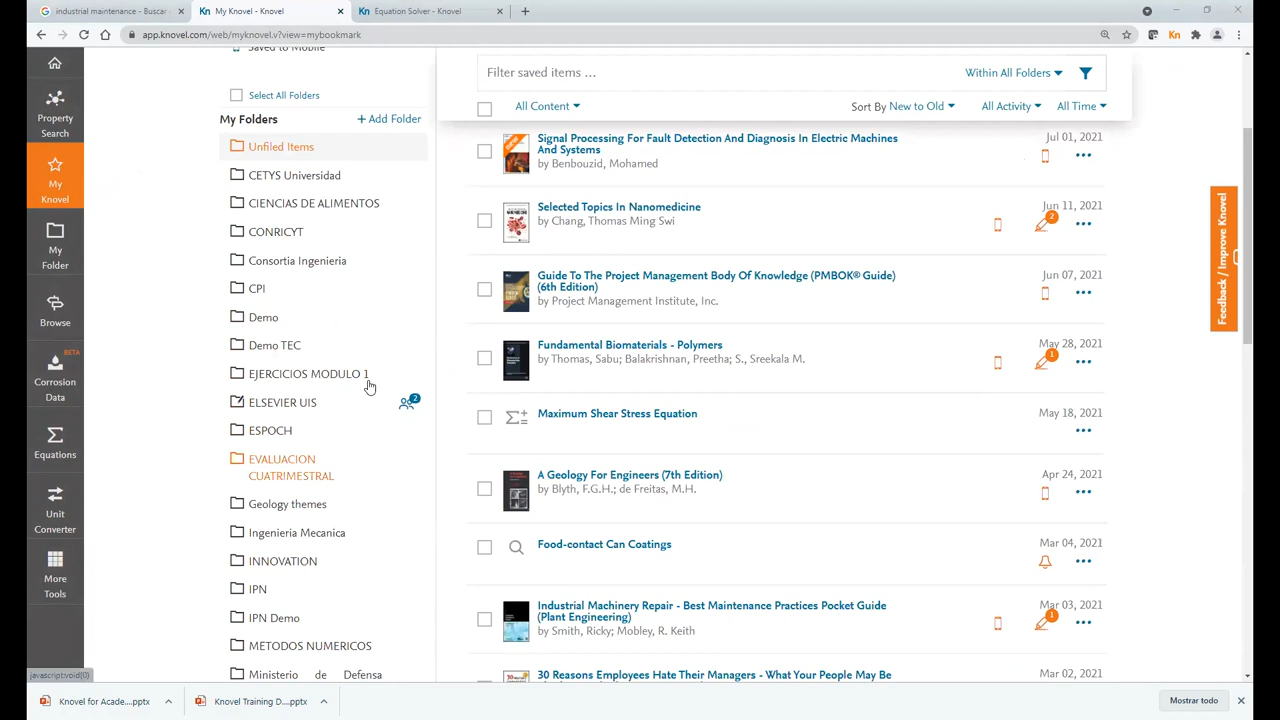 industrial maintenance - Buscar
My Knovel - Knovel
Equation Solver - Knovel
app.knovel.com/web/myknovel.v?view=mybookmark
Kn
Property
Search
My
Knovel
My
Folder
Browse
BETA
Corrosion
Data
Equations
Unit
Converter
More
Tools
Saved to Mobile
Select All Folders
My Folders
+ Add Folder
Unfiled Items
CETYS Universidad
CIENCIAS DE ALIMENTOS
CONRICYT
Consortia Ingenieria
CPI
Demo
Demo TEC
EJERCICIOS MODULO 1
ELSEVIER UIS
2
ESPOCH
EVALUACION
CUATRIMESTRAL
Geology themes
Ingenieria Mecanica
INNOVATION
IPN
IPN Demo
METODOS NUMERICOS
Ministerio de Defensa
Filter saved items ...
Within All Folders
All Content
Sort By New to Old
All Activity
All Time
Signal Processing For Fault Detection And Diagnosis In Electric Machines
And Systems
by Benbouzid, Mohamed
Jul 01, 2021
Selected Topics In Nanomedicine
by Chang, Thomas Ming Swi
Jun 11, 2021
2
Guide To The Project Management Body Of Knowledge (PMBOK® Guide)
(6th Edition)
by Project Management Institute, Inc.
Jun 07, 2021
Fundamental Biomaterials - Polymers
by Thomas, Sabu; Balakrishnan, Preetha; S., Sreekala M.
May 28, 2021
1
Maximum Shear Stress Equation
May 18, 2021
A Geology For Engineers (7th Edition)
by Blyth, F.G.H.; de Freitas, M.H.
Apr 24, 2021
Food-contact Can Coatings
Mar 04, 2021
Industrial Machinery Repair - Best Maintenance Practices Pocket Guide
(Plant Engineering)
by Smith, Ricky; Mobley, R. Keith
Mar 03, 2021
1
30 Reasons Employees Hate Their Managers - What Your People May Be
Mar 02, 2021
Feedback / Improve Knovel
javascript:void(0)
Knovel for Acade....pptx
Knovel Training D....pptx
Mostrar todo